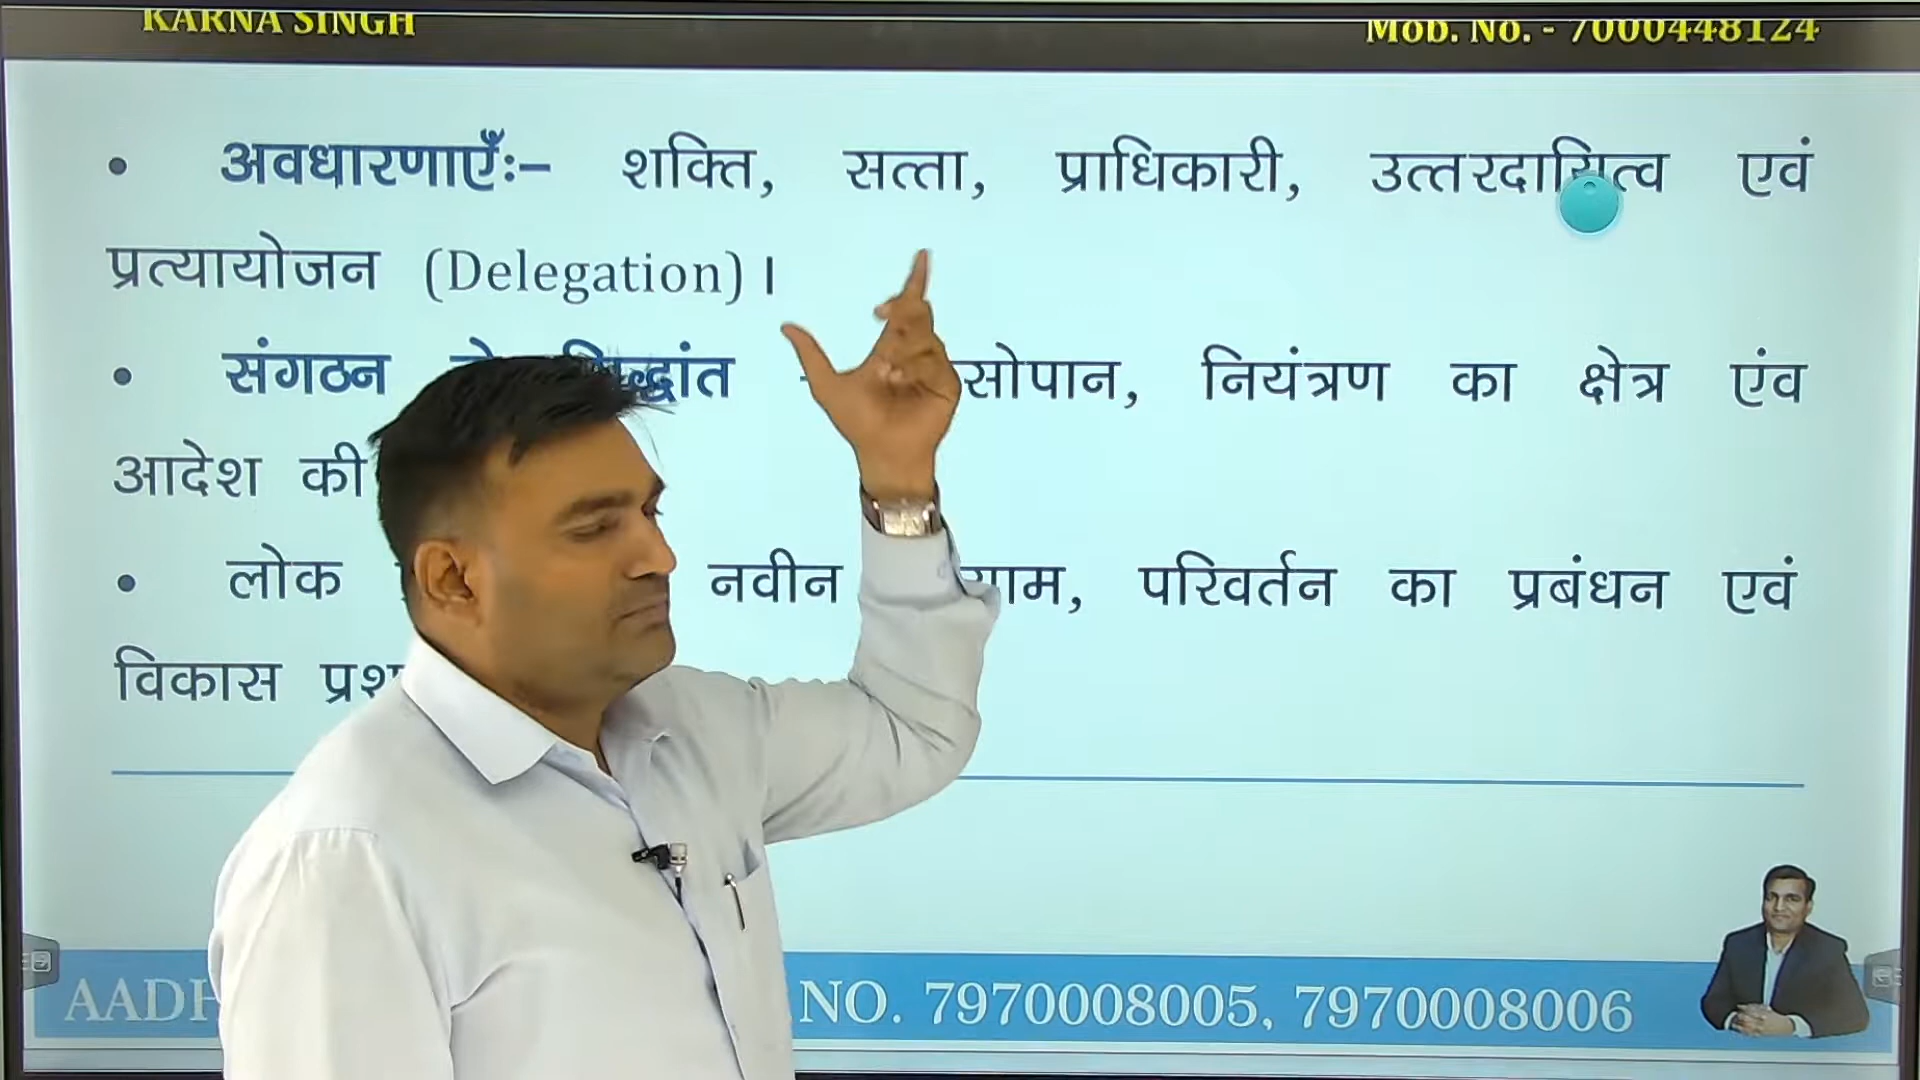 KARNA SINGH Mob. No. - 7000448124
• अवधारणाएँः– शक्ति, सत्ता, प्राधिकारी, उत्तरदायित्व एवं
प्रत्यायोजन (Delegation)।
• संगठन सिद्धांत सोपान, नियंत्रण का क्षेत्र एंव
आदेश की
• लोक नवीन परिवर्तन का प्रबंधन एवं
विकास
NO. 7970008005, 7970008006